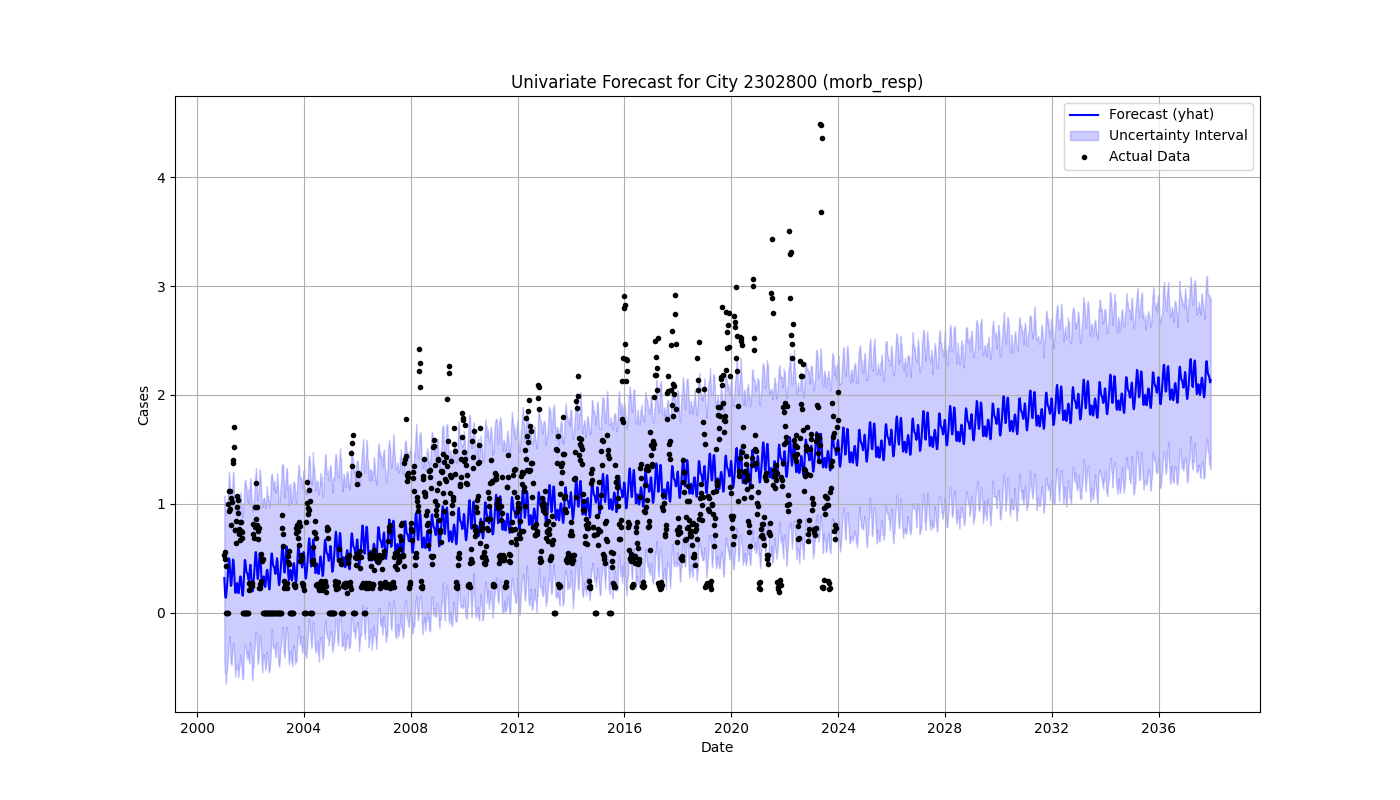 Univariate Forecast for City 2302800 (morb_resp)
Forecast (yhat)
Uncertainty Interval
Actual Data
4
3
2
1
0
Cases
2000 2004 2008 2012 2016 2020 2024 2028 2032 2036
Date